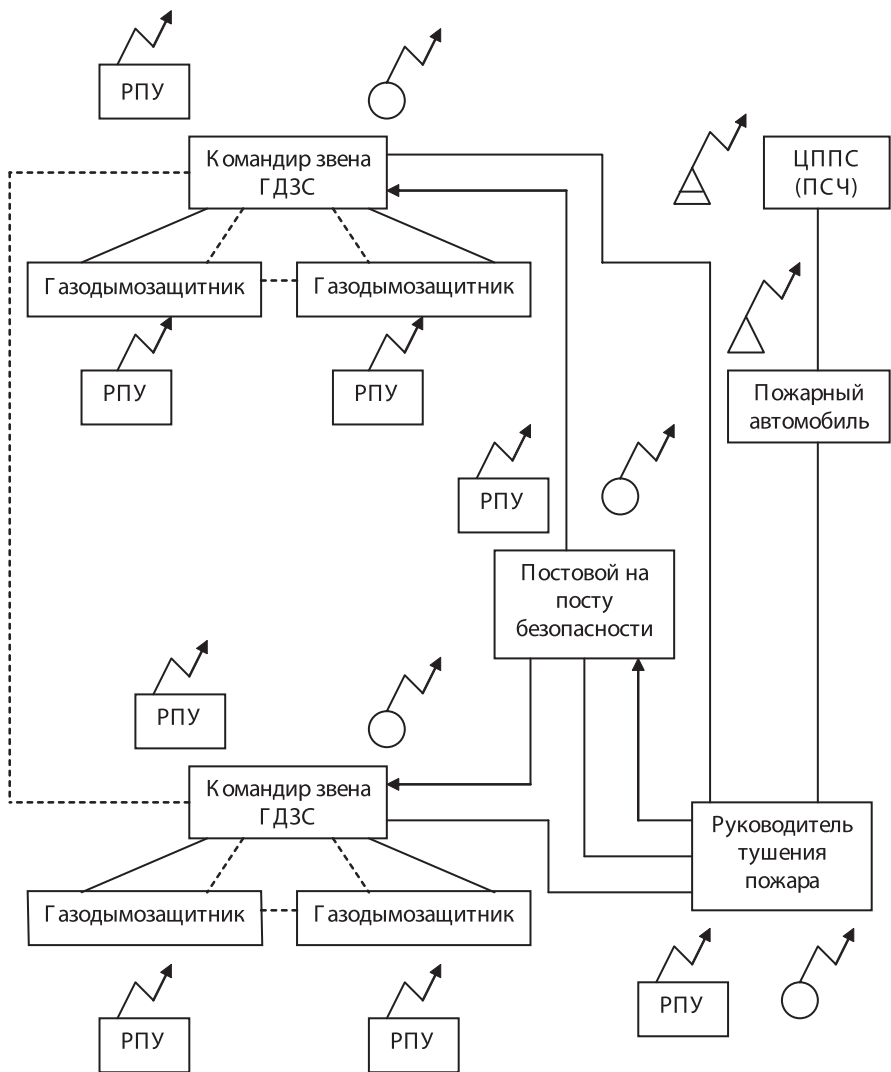 РПУ
Командир звена
ГДЗС
ЦППС
(ПСЧ)
Газодымозащитник
Газодымозащитник
РПУ
РПУ
Пожарный
автомобиль
РПУ
Постовой на
посту
безопасности
РПУ
Командир звена
ГДЗС
Руководитель
тушения
пожара
Газодымозащитник
Газодымозащитник
РПУ
РПУ
РПУ